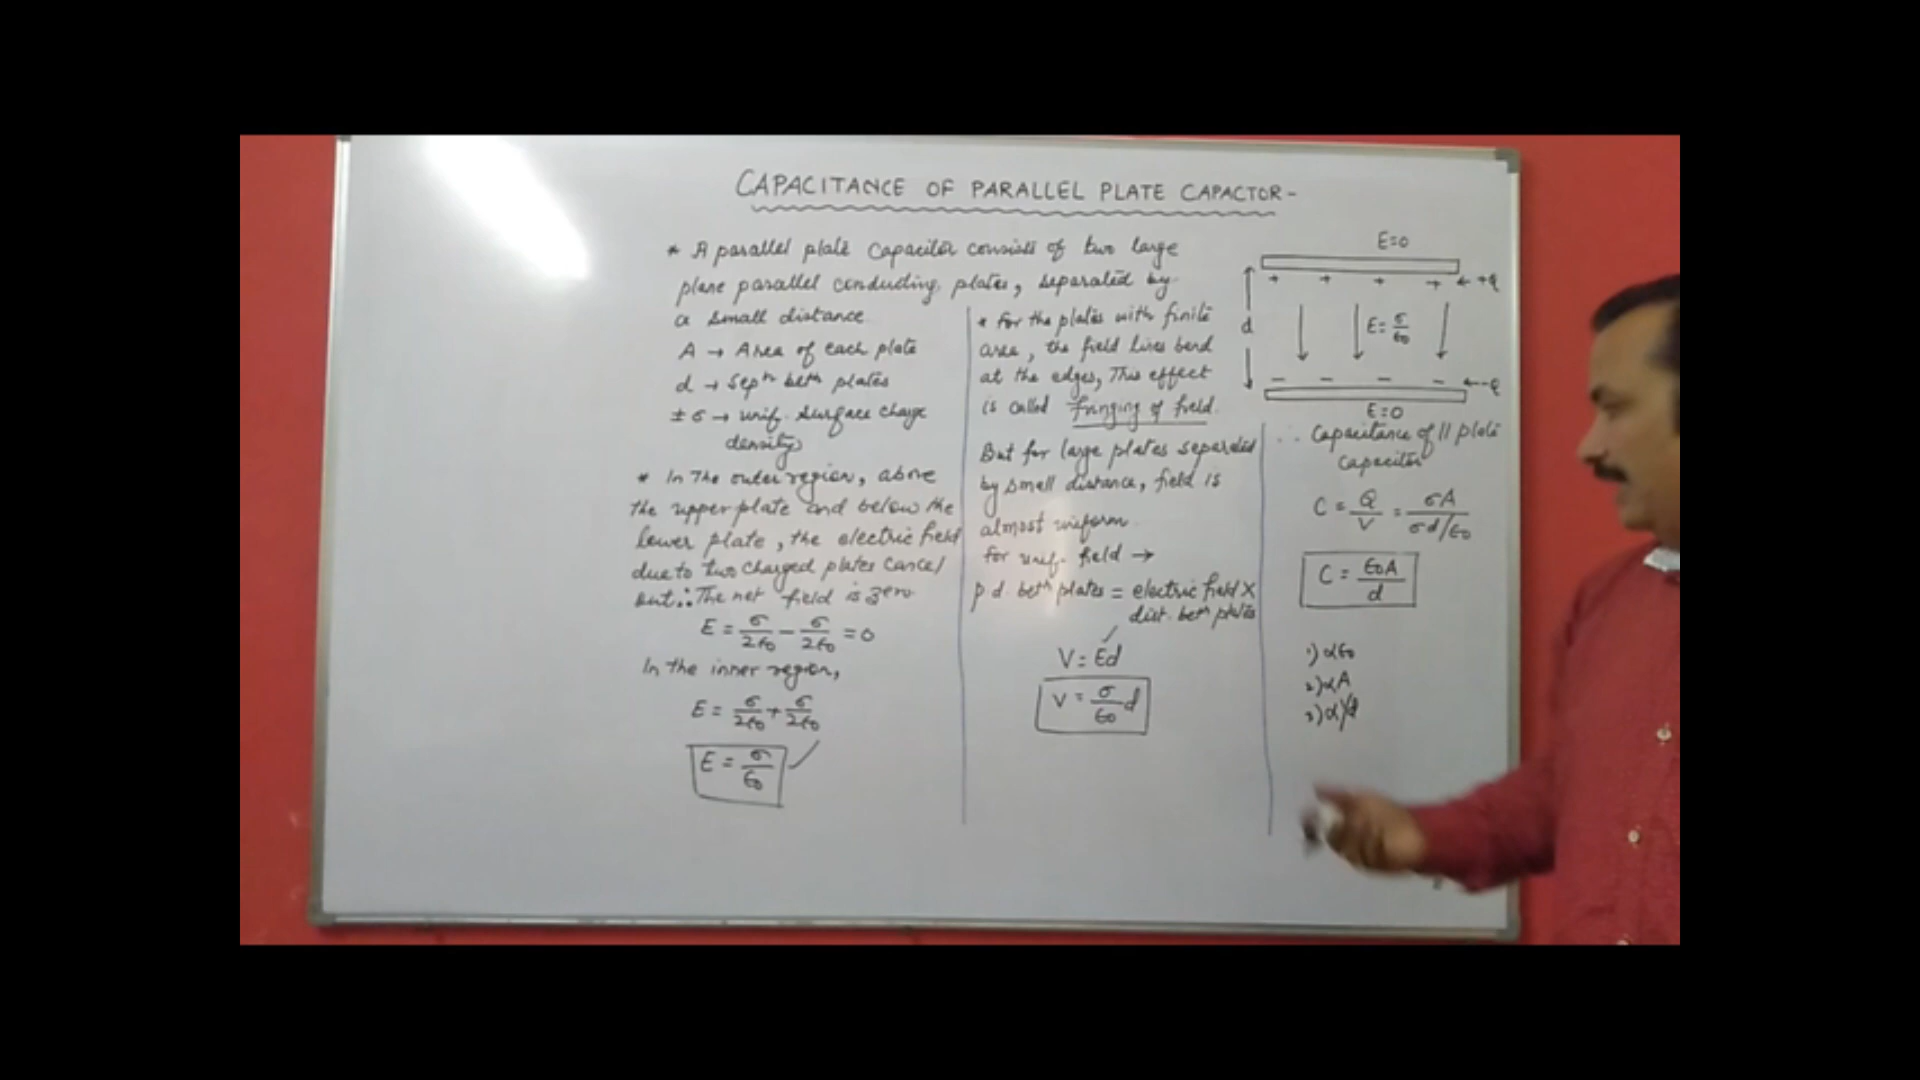 CAPACITANCE OF PARALLEL PLATE CAPACTOR-
* A parallel plate capacitor consists of two large
plane parallel conducting plates, separated by
a small distance
A → Area of each plate
d → Sepⁿ betⁿ plates
± σ → unif. surface charge
density
* In the outer region, above
the upper plate and below the
lower plate, the electric field
due to two charged plates cancel
out ∴ The net field is zero
E = σ/2ε₀ - σ/2ε₀ = 0
In the inner region,
E = σ/2ε₀ + σ/2ε₀
E = σ/ε₀
* for the plates with finite
area, the field lines bend
at the edges, This effect
is called fringing of field.
But for large plates separated
by small distance, field is
almost uniform.
for unif. field →
p d. betⁿ plates = electric field ×
dist. betⁿ plates
V = Ed
V = σ/ε₀ d
E=0
+ + + + ← +Q
d
E = σ/ε₀
- - - - ← -Q
E=0
∴ Capacitance of || plate
capacitor
C = Q/V = σA/σd/ε₀
C = ε₀A/d
1) αε₀
2) αA
3) α1/d